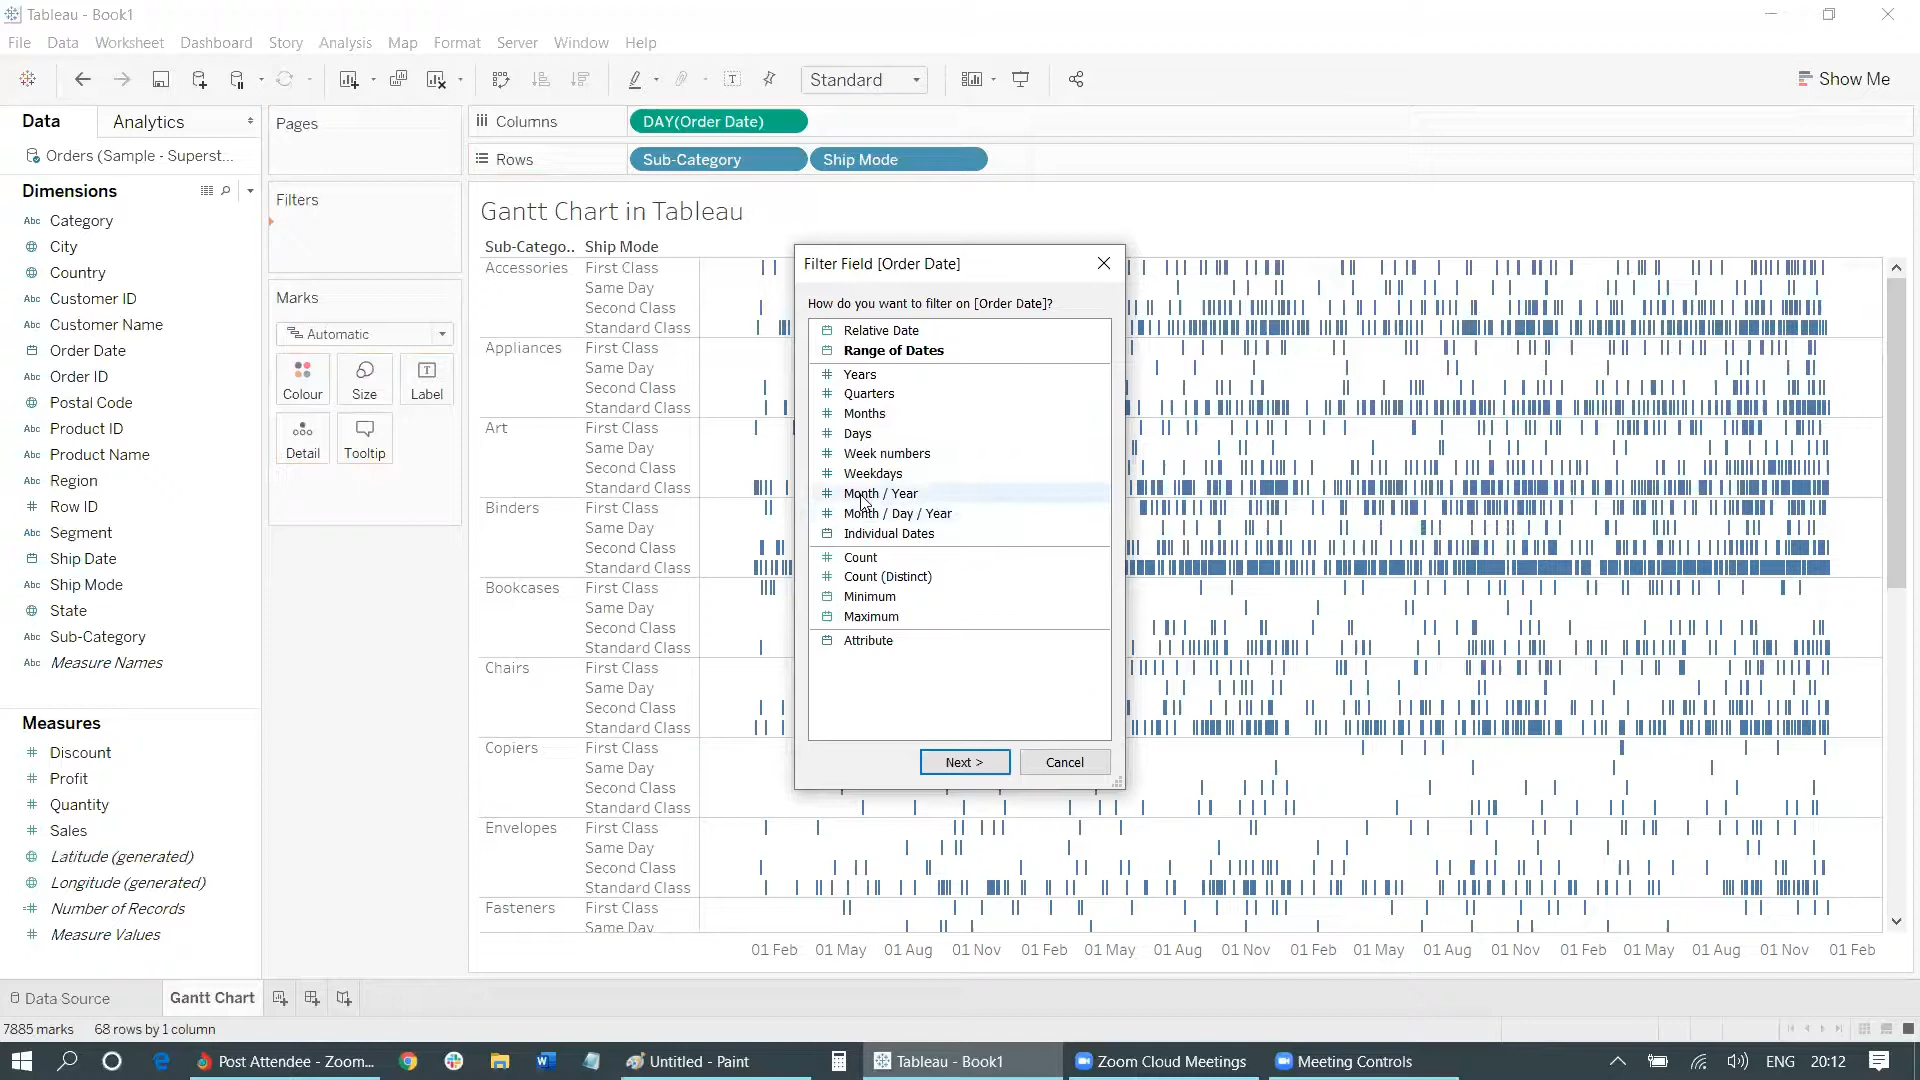 Tableau - Book1
File Data Worksheet Dashboard Story Analysis Map Format Server Window Help
Standard
Show Me
Data Analytics
Orders (Sample - Superst...
Dimensions
Abc Category
City
Country
Abc Customer ID
Abc Customer Name
Order Date
Abc Order ID
Postal Code
Abc Product ID
Abc Product Name
Abc Region
Row ID
Abc Segment
Ship Date
Abc Ship Mode
State
Abc Sub-Category
Abc Measure Names
Measures
Discount
Profit
Quantity
Sales
Latitude (generated)
Longitude (generated)
Number of Records
Measure Values
Pages
Filters
Marks
Automatic
Colour Size Label
Detail Tooltip
Columns DAY(Order Date)
Rows Sub-Category Ship Mode
Gantt Chart in Tableau
Sub-Catego.. Ship Mode
Accessories First Class
Same Day
Second Class
Standard Class
Appliances First Class
Same Day
Second Class
Standard Class
Art First Class
Same Day
Second Class
Standard Class
Binders First Class
Same Day
Second Class
Standard Class
Bookcases First Class
Same Day
Second Class
Standard Class
Chairs First Class
Same Day
Second Class
Standard Class
Copiers First Class
Same Day
Second Class
Standard Class
Envelopes First Class
Same Day
Second Class
Standard Class
Fasteners First Class
Same Day
01 Feb 01 May 01 Aug 01 Nov 01 Feb 01 May 01 Aug 01 Nov 01 Feb 01 May 01 Aug 01 Nov 01 Feb 01 May 01 Aug 01 Nov 01 Feb
Filter Field [Order Date]
How do you want to filter on [Order Date]?
Relative Date
Range of Dates
Years
Quarters
Months
Days
Week numbers
Weekdays
Month / Year
Month / Day / Year
Individual Dates
Count
Count (Distinct)
Minimum
Maximum
Attribute
Next > Cancel
Data Source Gantt Chart
7885 marks 68 rows by 1 column
Post Attendee - Zoom... Untitled - Paint Tableau - Book1 Zoom Cloud Meetings Meeting Controls ENG 20:12